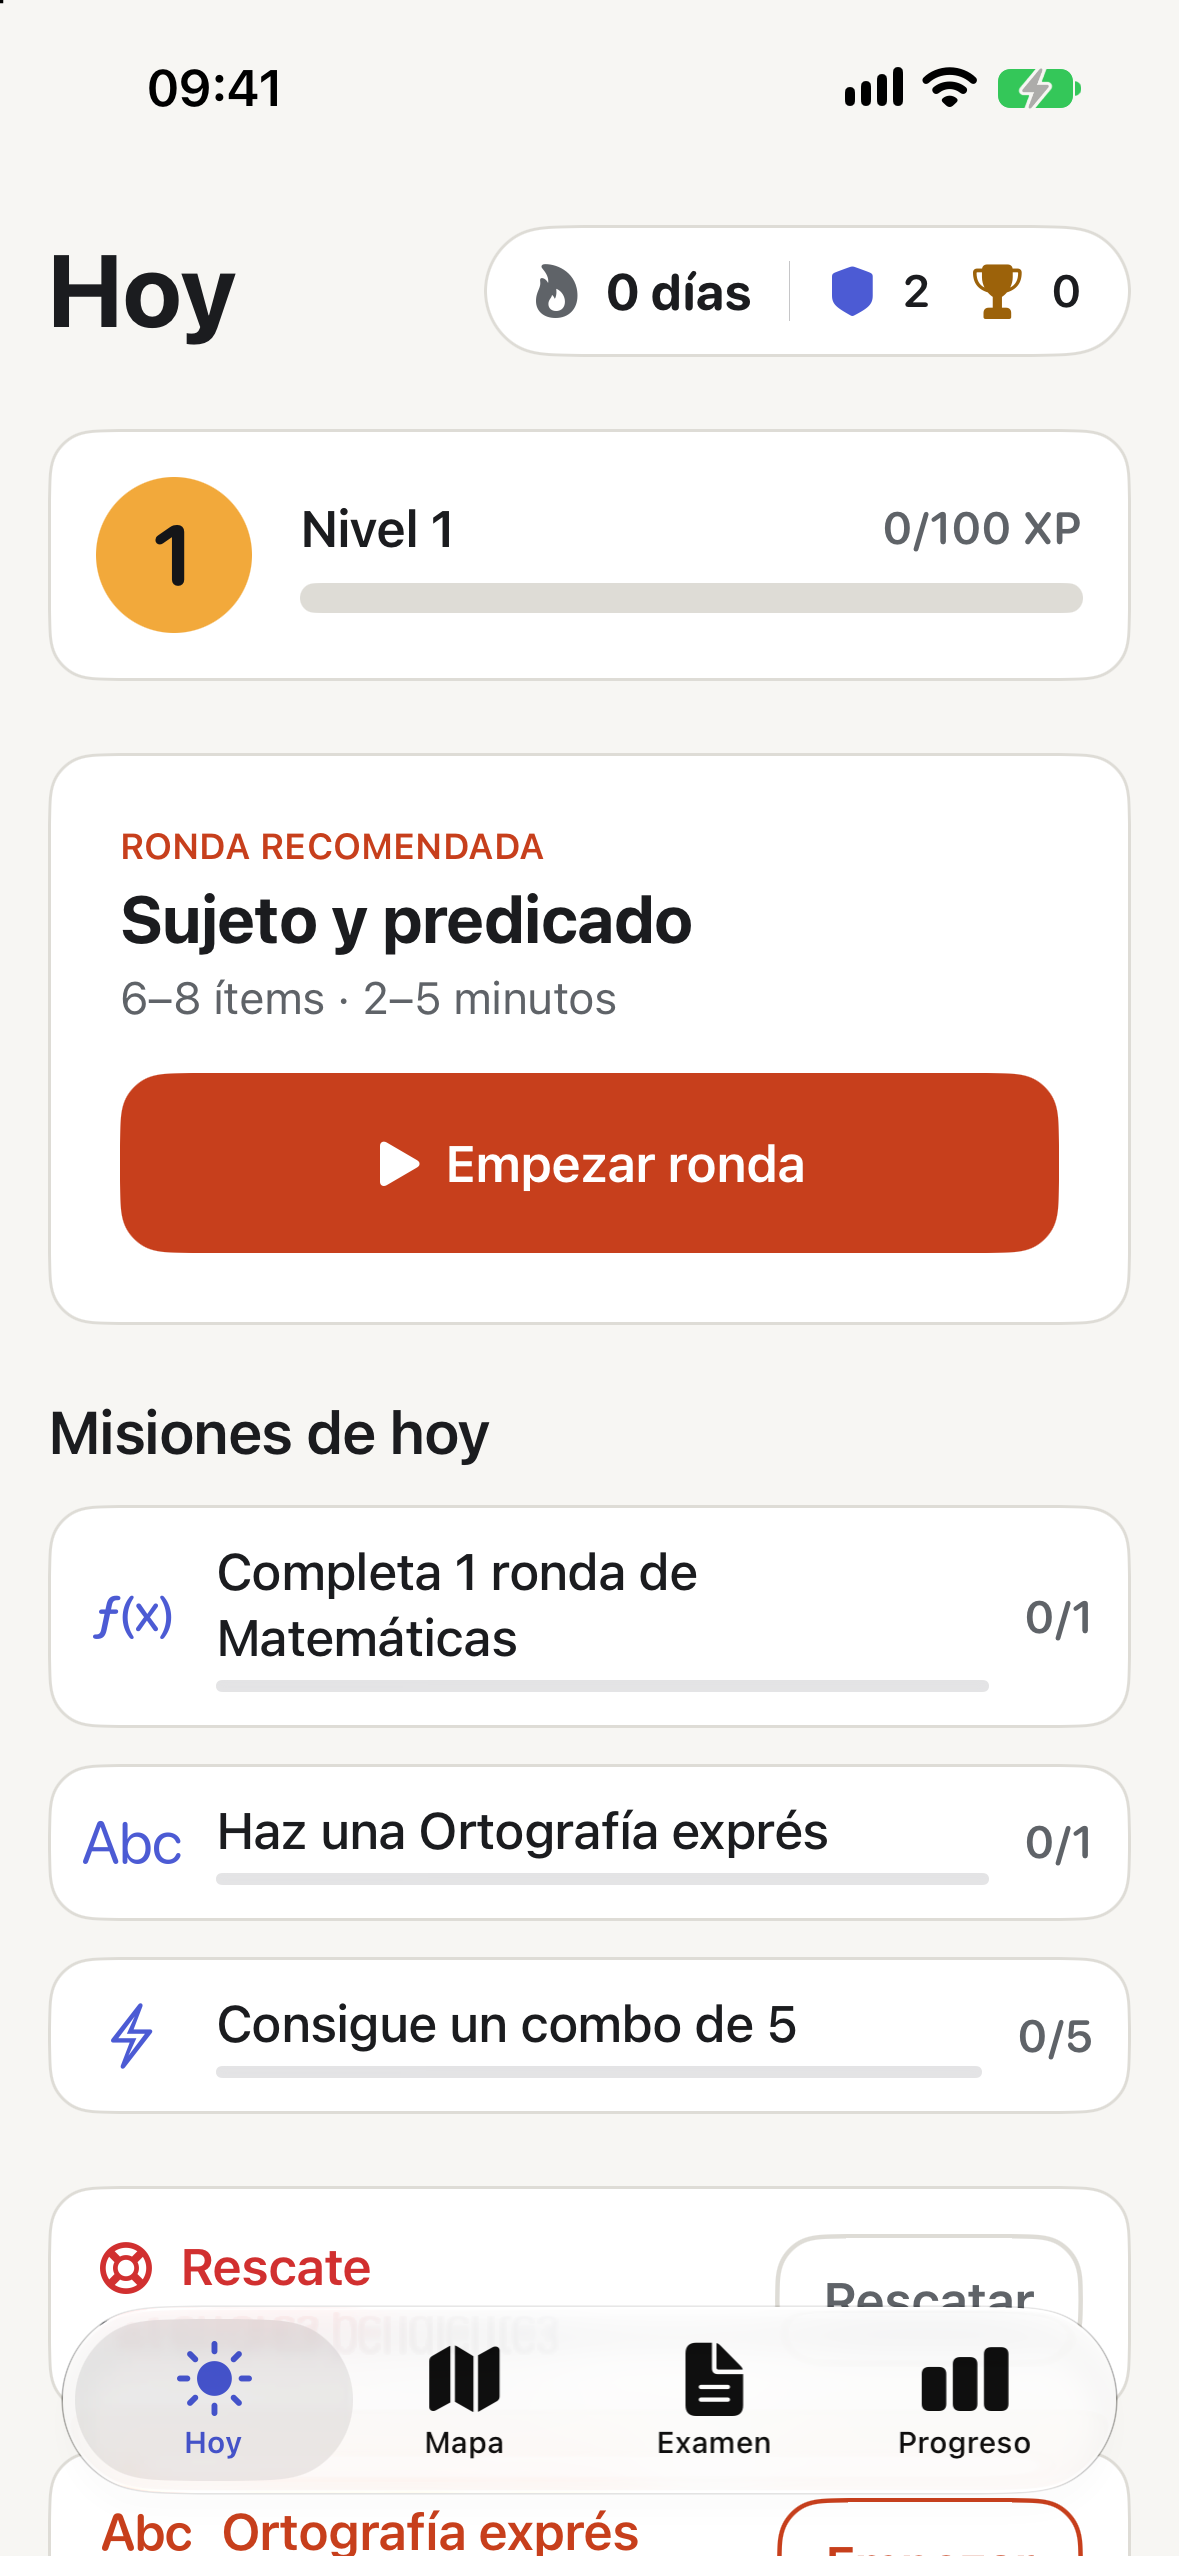 09:41
Hoy
0 días 2 0
1
Nivel 1 0/100 XP
RONDA RECOMENDADA
Sujeto y predicado
6–8 ítems · 2–5 minutos
Empezar ronda
Misiones de hoy
f(x) Completa 1 ronda de
Matemáticas
0/1
Abc Haz una Ortografía exprés 0/1
Consigue un combo de 5 0/5
Rescate
Rescatar
Hoy Mapa Examen Progreso
Abc Ortografía exprés
Empezar